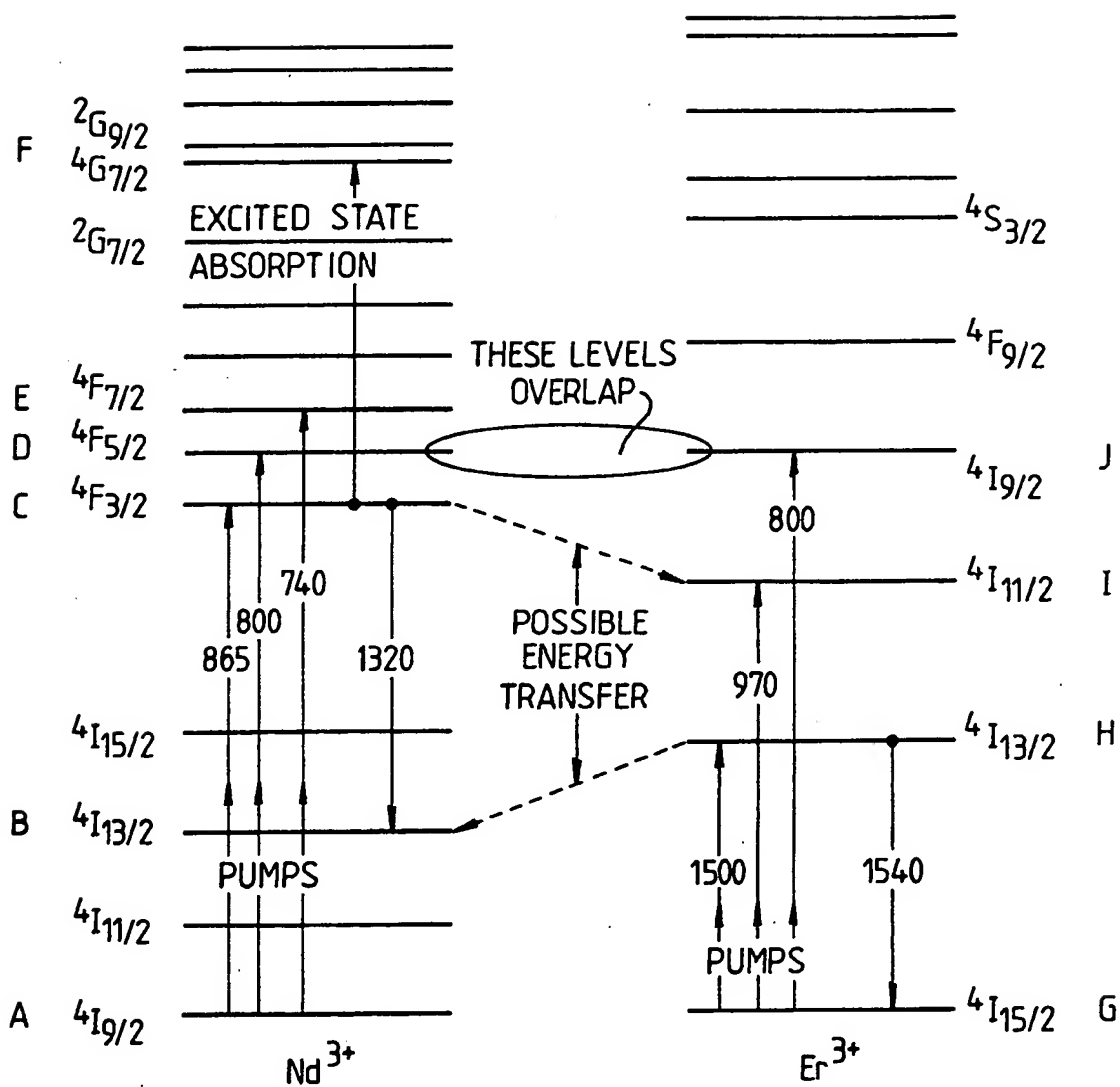 F
²G9/2
⁴G7/2
EXCITED STATE
²G7/2
ABSORPTION
⁴S3/2
⁴F9/2
THESE LEVELS
OVERLAP
E ⁴F7/2
D ⁴F5/2
C ⁴F3/2
⁴I9/2 J
800
⁴I11/2 I
740
800
865
1320
POSSIBLE
ENERGY
TRANSFER
970
⁴I15/2
⁴I13/2 H
B ⁴I13/2
PUMPS
1500
1540
⁴I11/2
PUMPS
A ⁴I9/2
⁴I15/2 G
Nd³⁺
Er³⁺